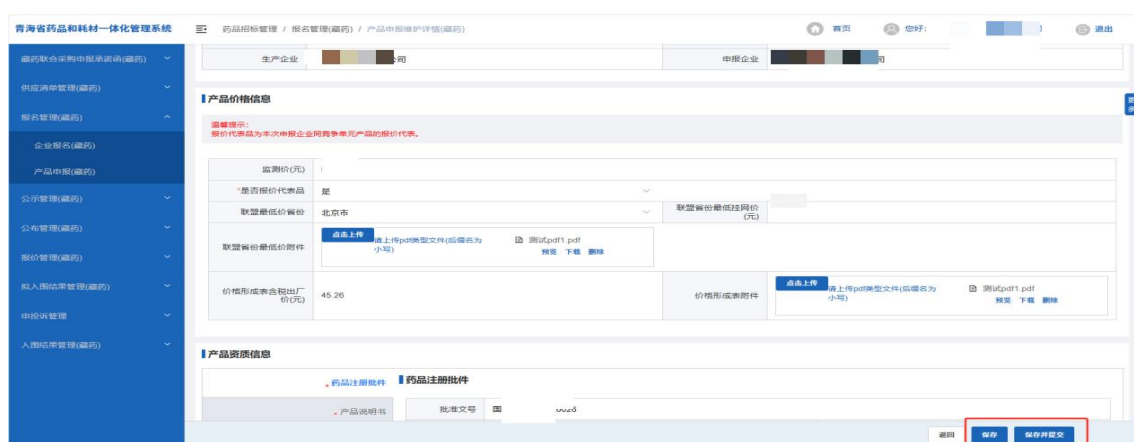 青海省药品和耗材一体化管理系统
药品招标管理 / 报名管理(藏药) / 产品申报维护详情(藏药)
首页
您好:
退出
藏药联合采购申报承诺函(藏药)
供应清单管理(藏药)
报名管理(藏药)
企业报名(藏药)
产品申报(藏药)
公示管理(藏药)
公布管理(藏药)
报价管理(藏药)
拟入围结果管理(藏药)
申投诉管理
入围结果管理(藏药)
生产企业
司
申报企业
司
产品价格信息
更多
温馨提示:
报价代表品为本次申报企业同竞争单元产品的报价代表。
监测价(元)
*是否报价代表品 是
联盟最低价省份 北京市
联盟省份最低挂网价(元)
联盟省份最低价附件
点击上传 请上传pdf类型文件(后缀名为小写)
测试pdf1.pdf
预览 下载 删除
价格形成表含税出厂价(元) 45.26
价格形成表附件
点击上传 请上传pdf类型文件(后缀名为小写)
测试pdf1.pdf
预览 下载 删除
产品资质信息
*药品注册批件
药品注册批件
*产品说明书
批准文号 国
返回 保存 保存并提交